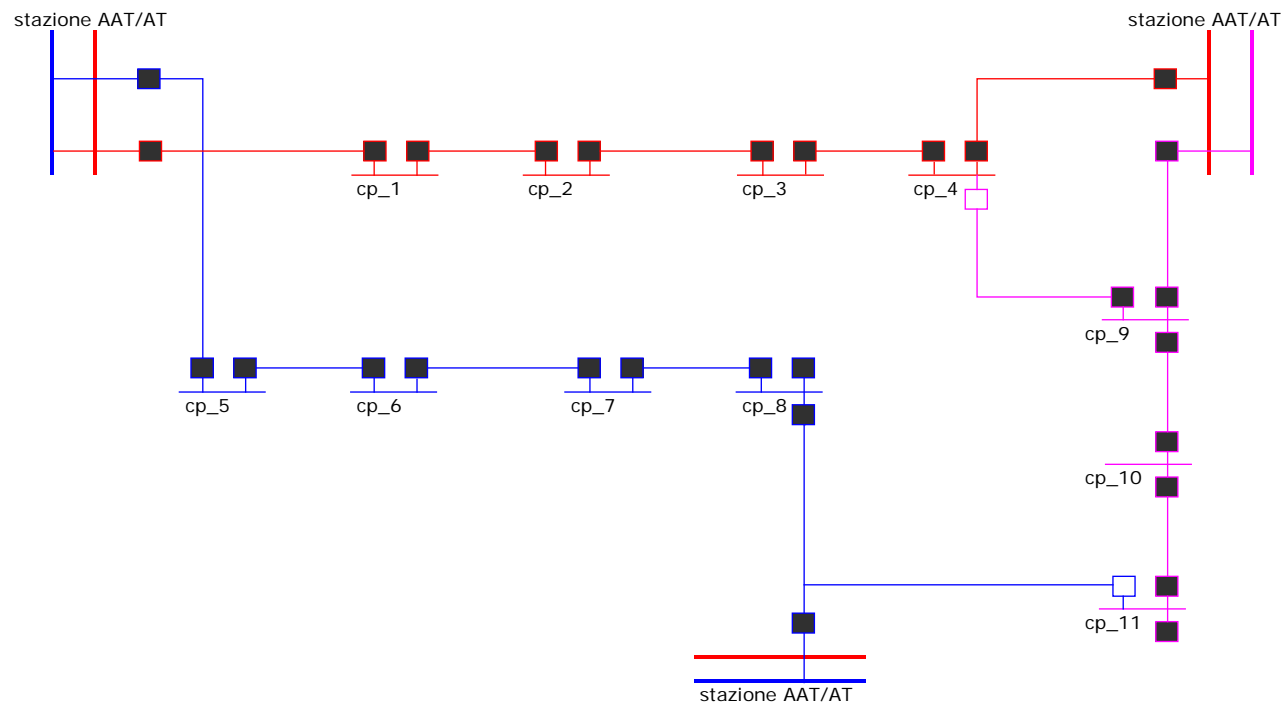 stazione AAT/AT
stazione AAT/AT
cp_1
cp_2
cp_3
cp_4
cp_9
cp_5
cp_6
cp_7
cp_8
cp_10
cp_11
stazione AAT/AT